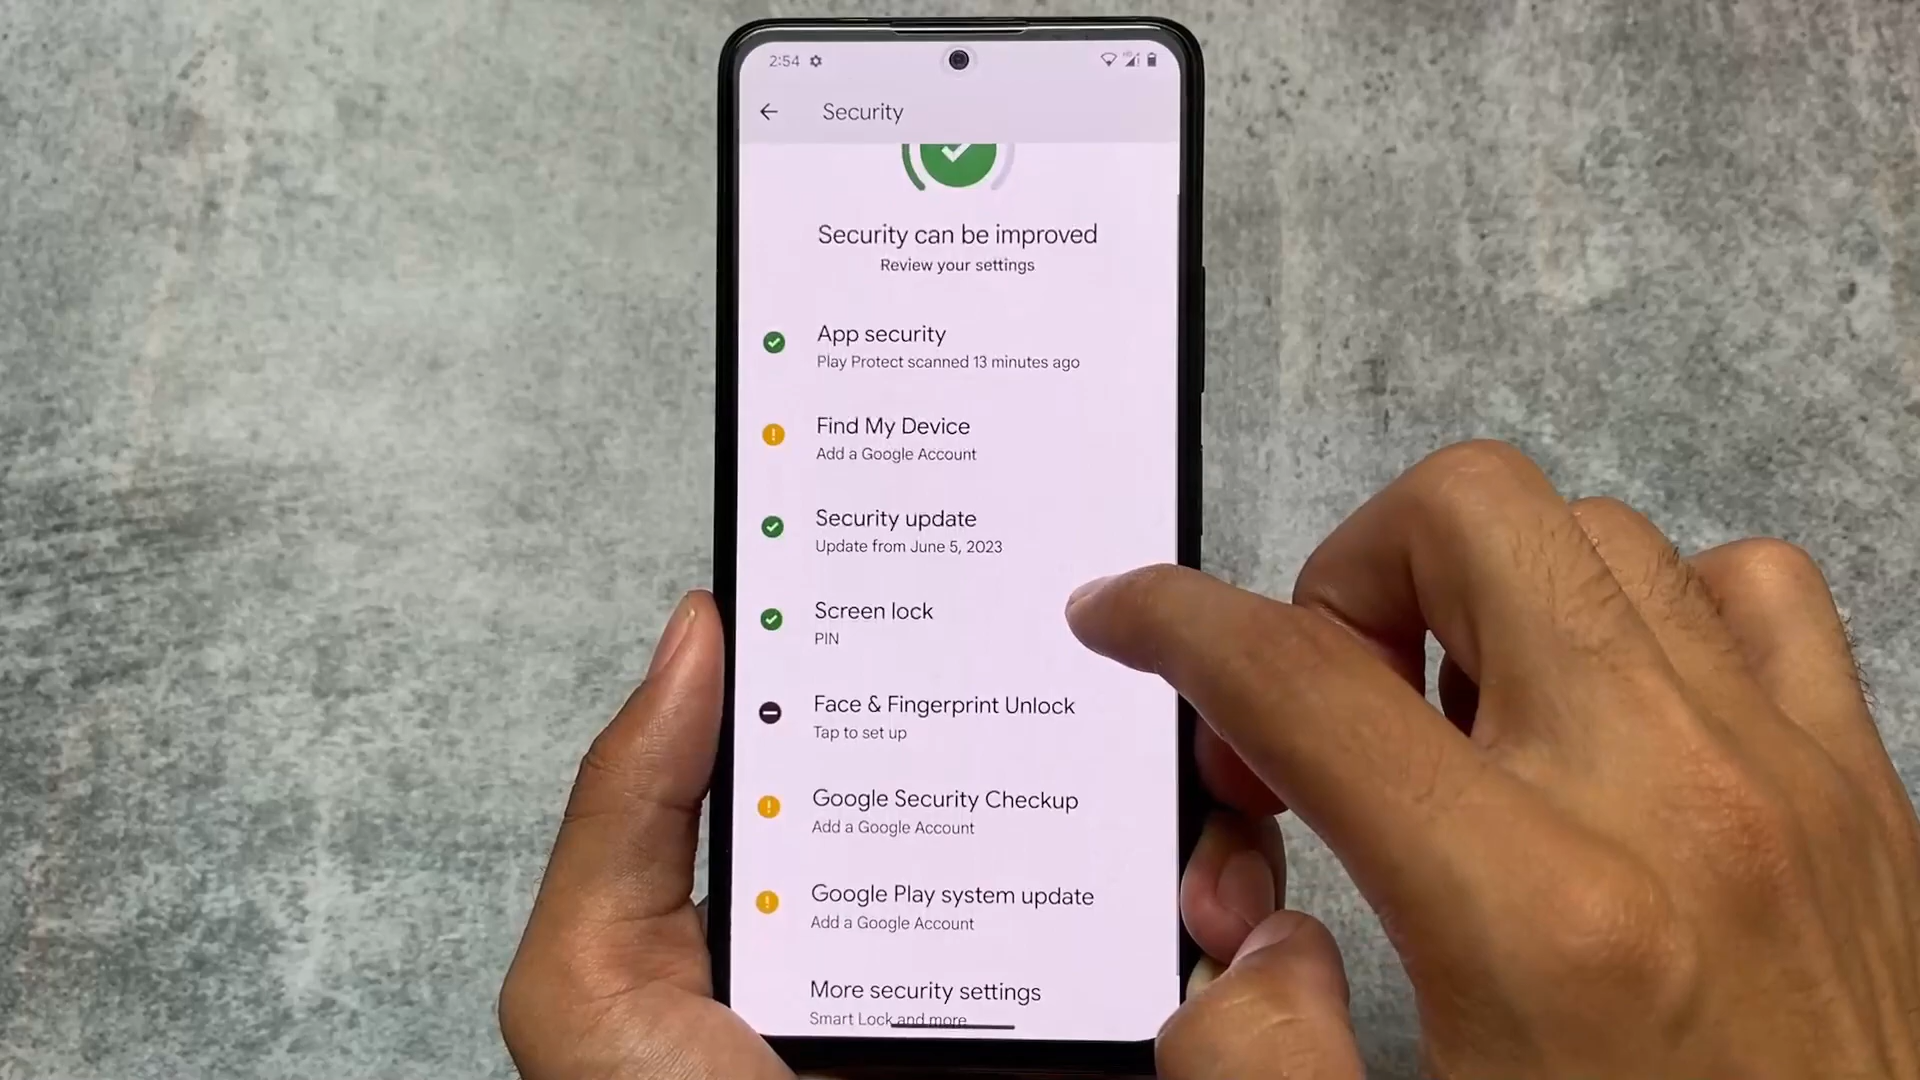 2:54
Security
Security can be improved
Review your settings
App security
Play Protect scanned 13 minutes ago
Find My Device
Add a Google Account
Security update
Update from June 5, 2023
Screen lock
PIN
Face & Fingerprint Unlock
Tap to set up
Google Security Checkup
Add a Google Account
Google Play system update
Add a Google Account
More security settings
Smart Lock and more